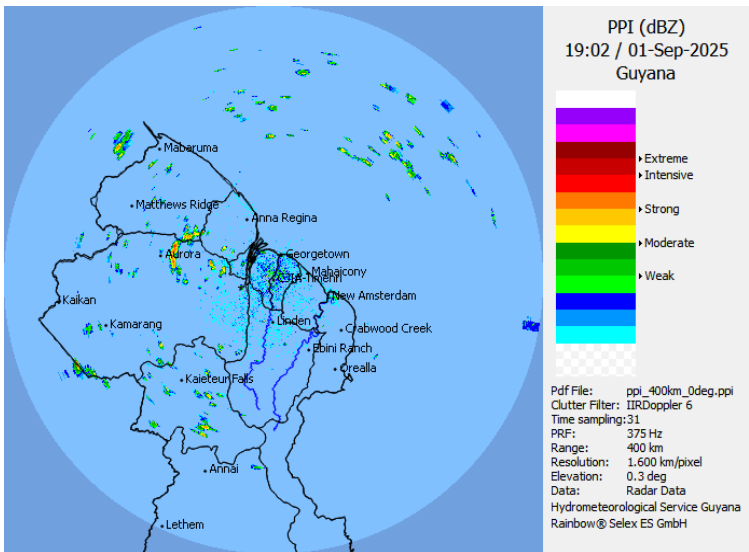 PPI (dBZ)
19:02 / 01-Sep-2025
Guyana
Extreme
Intensive
Strong
Moderate
Weak
Pdf File: ppi_400km_0deg.ppi
Clutter Filter: IIRDoppler 6
Time sampling:31
PRF: 375 Hz
Range: 400 km
Resolution: 1.600 km/pixel
Elevation: 0.3 deg
Data: Radar Data
Hydrometeorological Service Guyana
Rainbow® Selex ES GmbH
Mabaruma
Matthews Ridge
Anna Regina
Aurora
Georgetown
Mahaicony
Kaikan
New Amsterdam
Kamarang
Linden
Crabwood Creek
Ebini Ranch
Orealla
Kaieteur Falls
Annai
Lethem